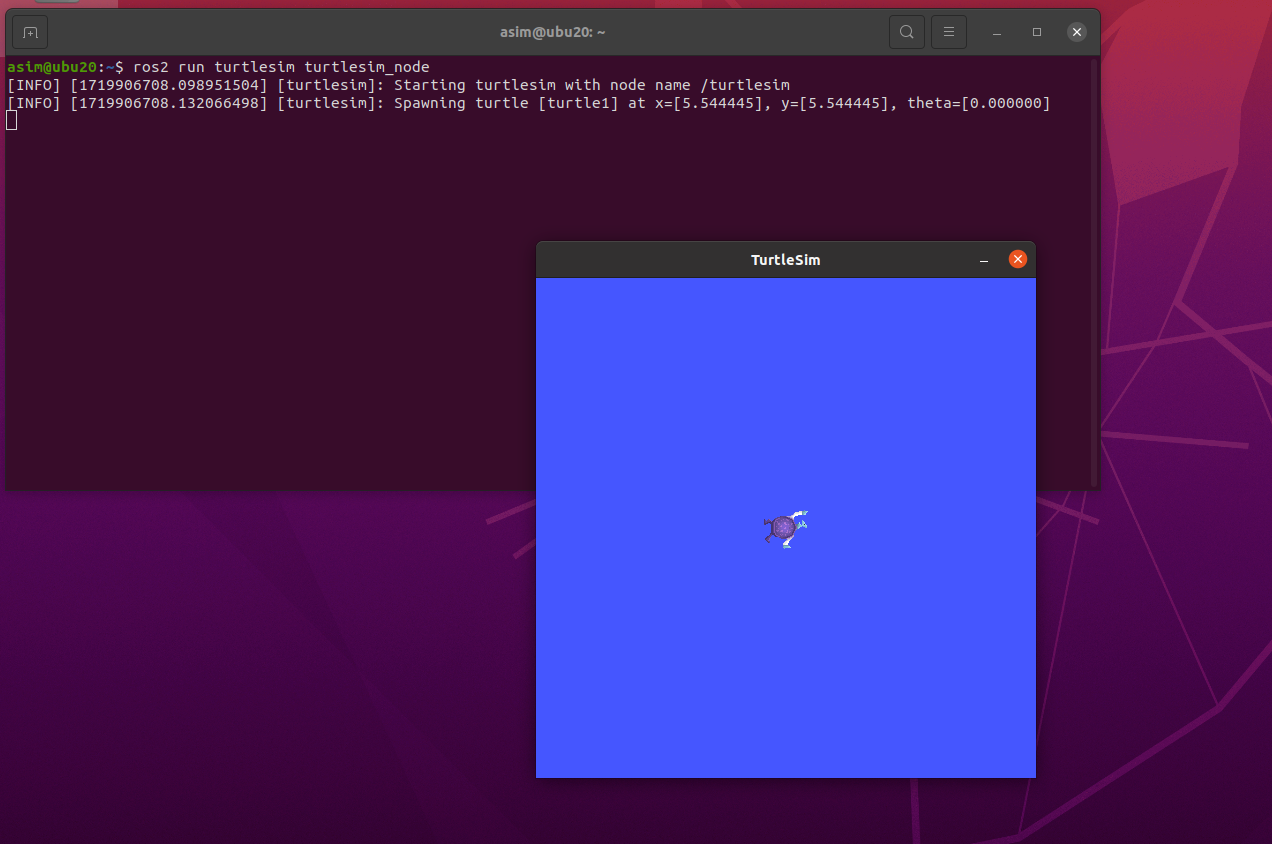 asim@ubu20: ~
asim@ubu20:~$ ros2 run turtlesim turtlesim_node
[INFO] [1719906708.098951504] [turtlesim]: Starting turtlesim with node name /turtlesim
[INFO] [1719906708.132066498] [turtlesim]: Spawning turtle [turtle1] at x=[5.544445], y=[5.544445], theta=[0.000000]
TurtleSim